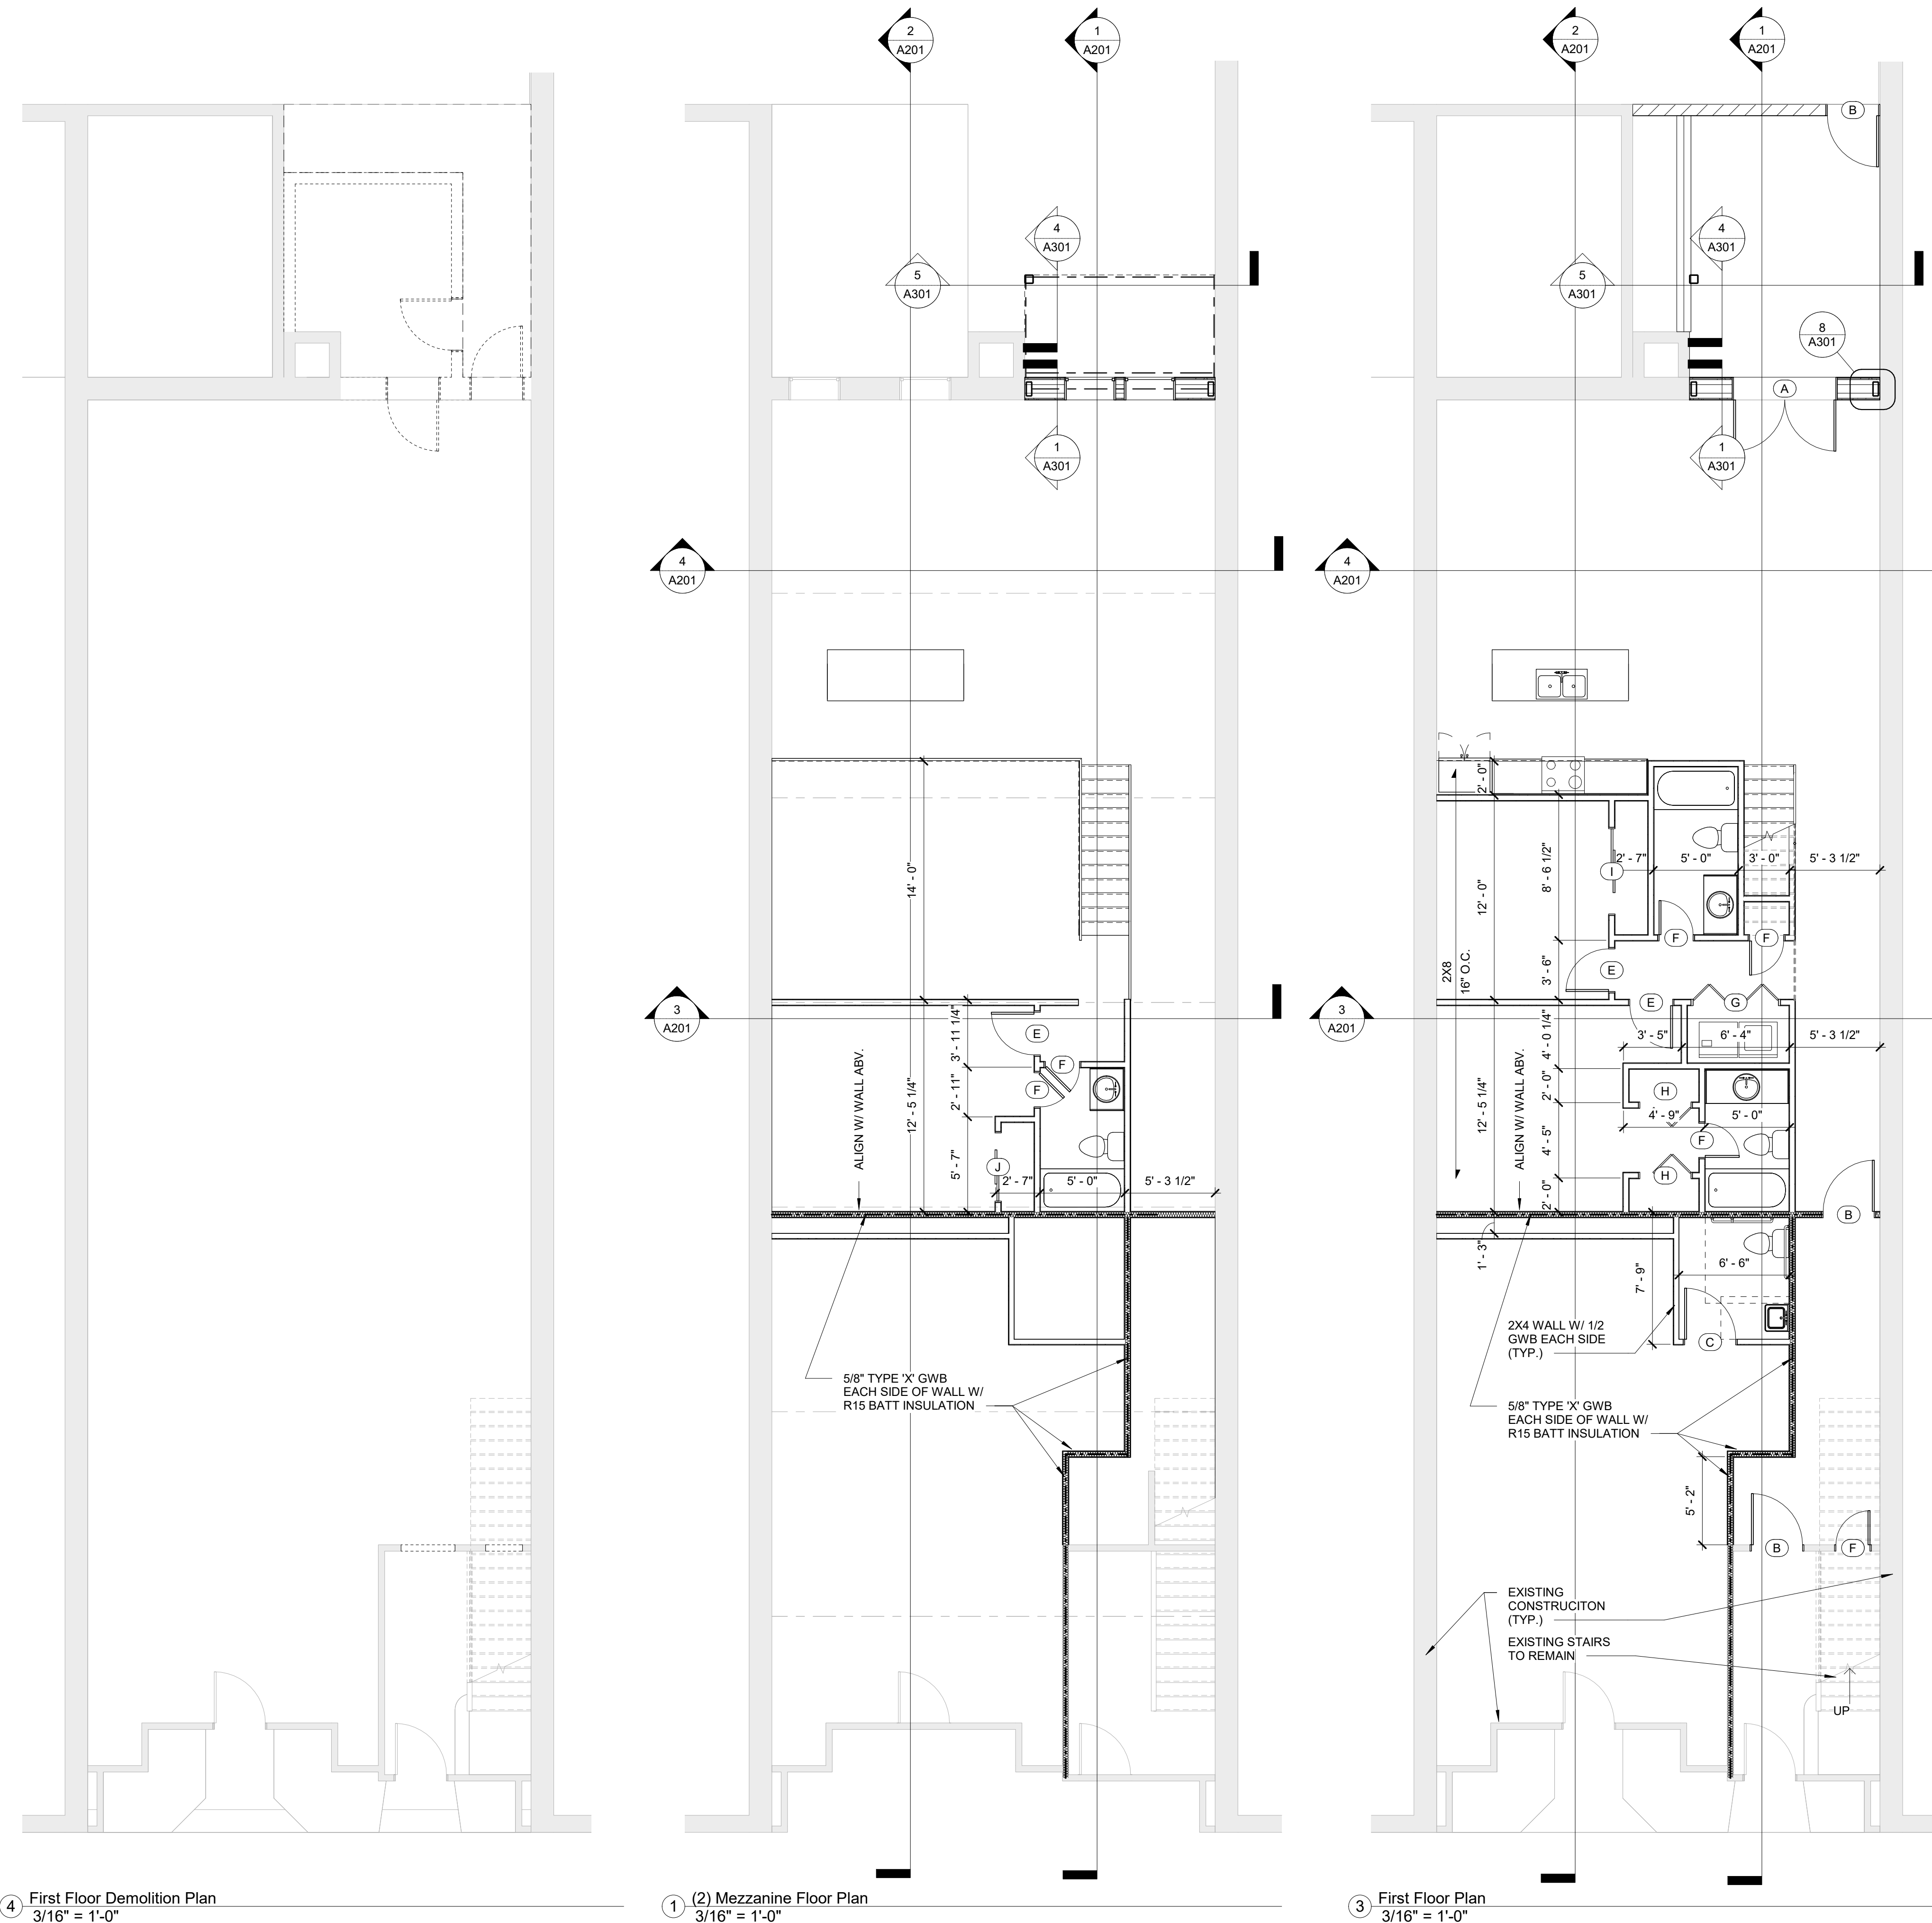 2
A201
1
A201
4
A301
5
A301
1
A301
4
A201
14' - 0"
3
A201
ALIGN W/ WALL ABV.
12' - 5 1/4"
3' - 11 1/4"
2' - 11"
5' - 7"
E
F
F
J
2' - 7"
5' - 0"
5' - 3 1/2"
5/8" TYPE 'X' GWB
EACH SIDE OF WALL W/
R15 BATT INSULATION
2
A201
1
A201
B
4
A301
5
A301
8
A301
A
1
A301
4
A201
2' - 0"
2X8
16" O.C.
12' - 0"
8' - 6 1/2"
2' - 7"
5' - 0"
3' - 0"
5' - 3 1/2"
I
F
F
E
3' - 6"
E
G
3
A201
3' - 5"
6' - 4"
5' - 3 1/2"
ALIGN W/ WALL ABV.
12' - 5 1/4"
4' - 0 1/4"
2' - 0"
4' - 5"
2' - 0"
H
4' - 9"
5' - 0"
F
H
B
1' - 3"
7' - 9"
6' - 6"
C
2X4 WALL W/ 1/2
GWB EACH SIDE
(TYP.)
5/8" TYPE 'X' GWB
EACH SIDE OF WALL W/
R15 BATT INSULATION
5' - 2"
B
F
EXISTING
CONSTRUCITON
(TYP.)
EXISTING STAIRS
TO REMAIN
UP
4
First Floor Demolition Plan
3/16" = 1'-0"
1
(2) Mezzanine Floor Plan
3/16" = 1'-0"
3
First Floor Plan
3/16" = 1'-0"